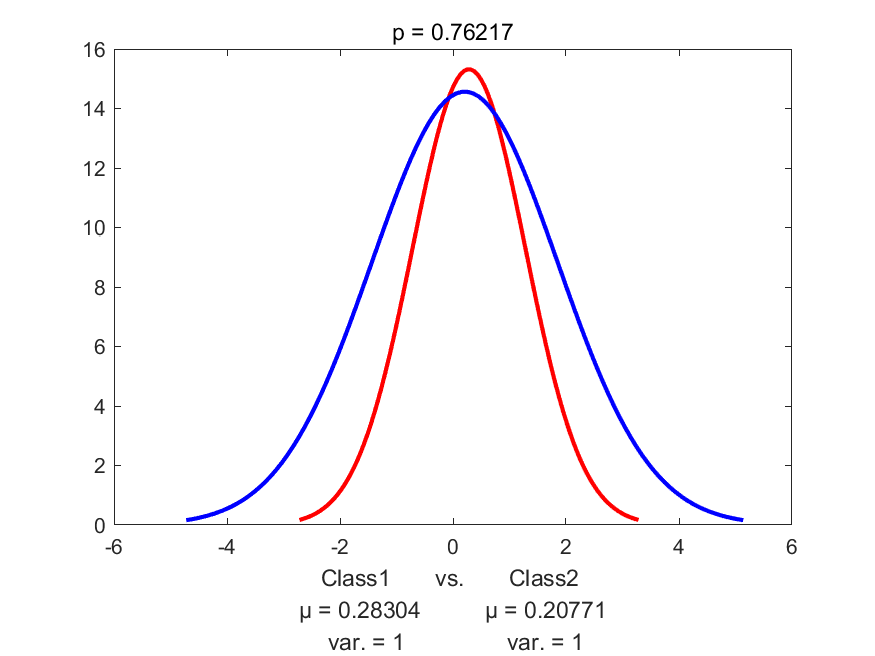 p = 0.76217
16
14
12
10
8
6
4
2
0
-6 -4 -2 0 2 4 6
Class1 vs. Class2
μ = 0.28304 μ = 0.20771
var. = 1 var. = 1